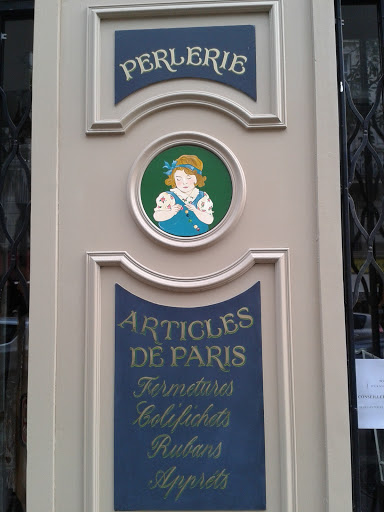 PERLERIE
ARTICLES
DE PARIS
Fermetures
Colifichets
Rubans
Apprêts